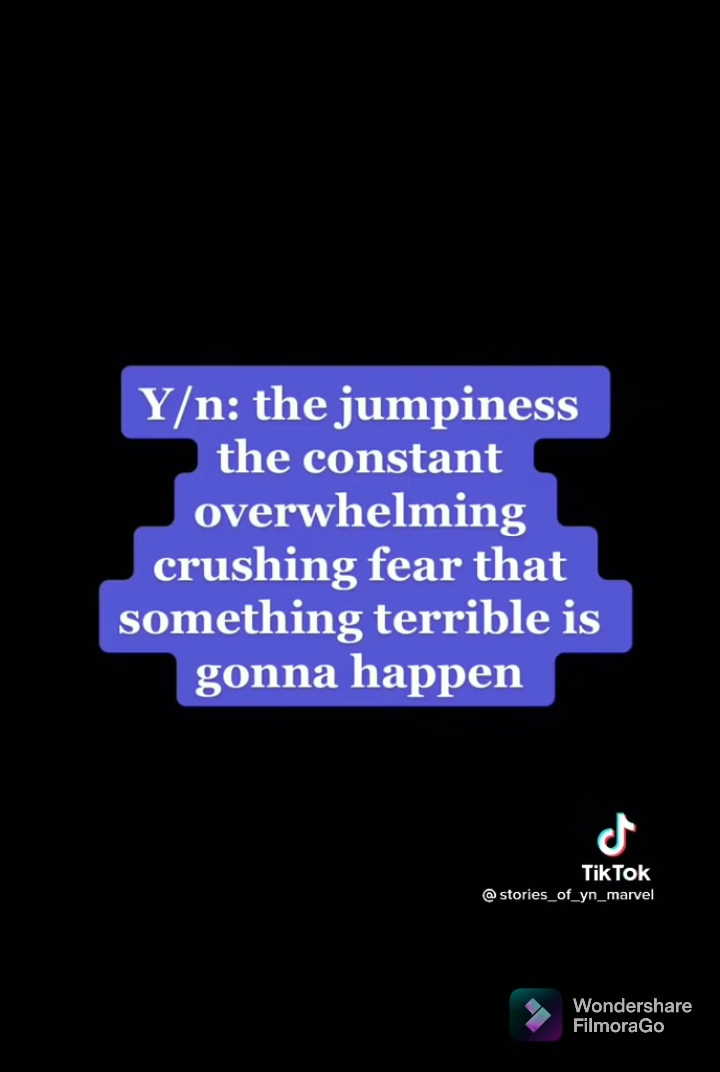 Y/n: the jumpiness
the constant
overwhelming
crushing fear that
something terrible is
gonna happen
TikTok
@stories_of_yn_marvel
Wondershare
FilmoraGo